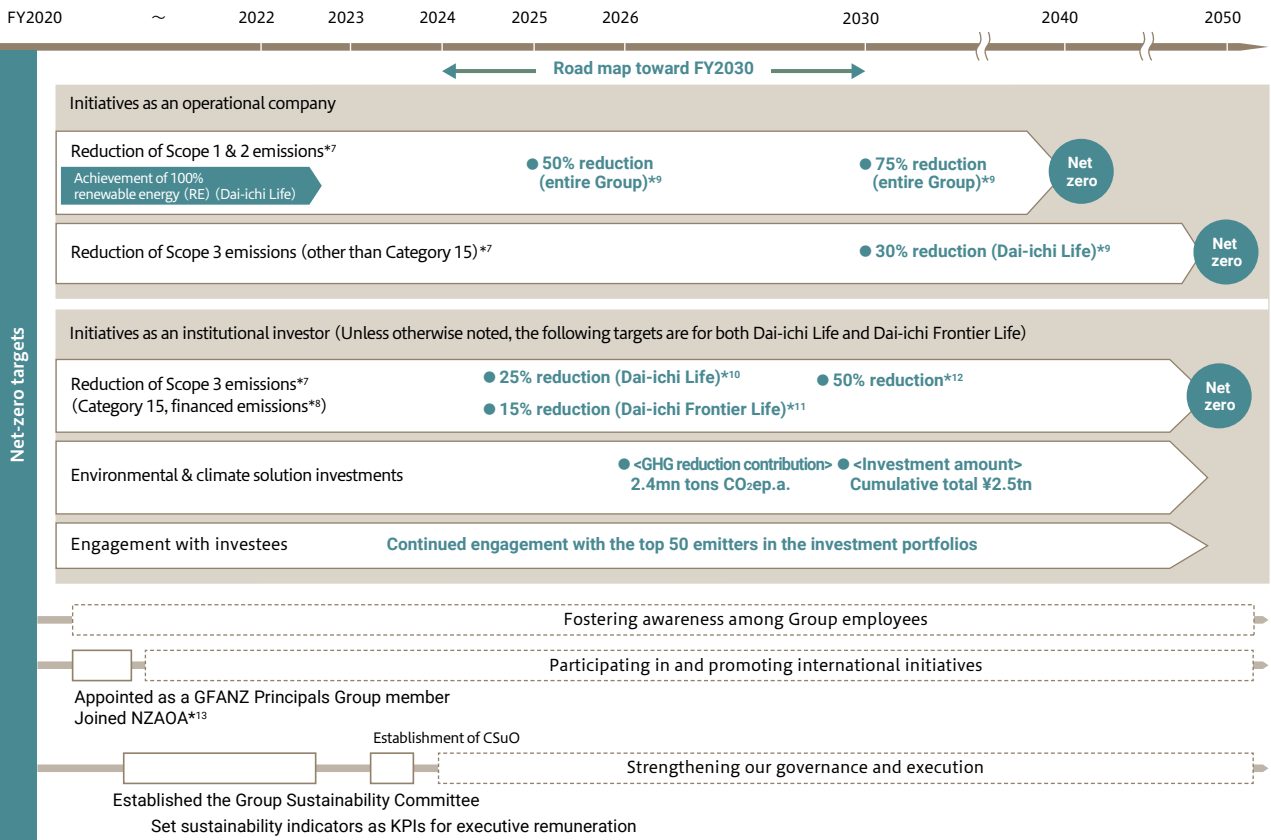 FY2020 ～ 2022 2023 2024 2025 2026 2030 2040 2050
Road map toward FY2030
Net-zero targets
Initiatives as an operational company
Reduction of Scope 1 & 2 emissions*7
Achievement of 100%
renewable energy (RE) (Dai-ichi Life)
50% reduction
(entire Group)*9
75% reduction
(entire Group)*9
Net
zero
Reduction of Scope 3 emissions (other than Category 15)*7
30% reduction (Dai-ichi Life)*9
Net
zero
Initiatives as an institutional investor (Unless otherwise noted, the following targets are for both Dai-ichi Life and Dai-ichi Frontier Life)
Reduction of Scope 3 emissions*7
(Category 15, financed emissions*8)
25% reduction (Dai-ichi Life)*10
15% reduction (Dai-ichi Frontier Life)*11
50% reduction*12
Net
zero
Environmental & climate solution investments
<GHG reduction contribution>
2.4mn tons CO2ep.a.
<Investment amount>
Cumulative total ¥2.5tn
Engagement with investees
Continued engagement with the top 50 emitters in the investment portfolios
Fostering awareness among Group employees
Participating in and promoting international initiatives
Appointed as a GFANZ Principals Group member
Joined NZAOA*13
Establishment of CSuO
Strengthening our governance and execution
Established the Group Sustainability Committee
Set sustainability indicators as KPIs for executive remuneration